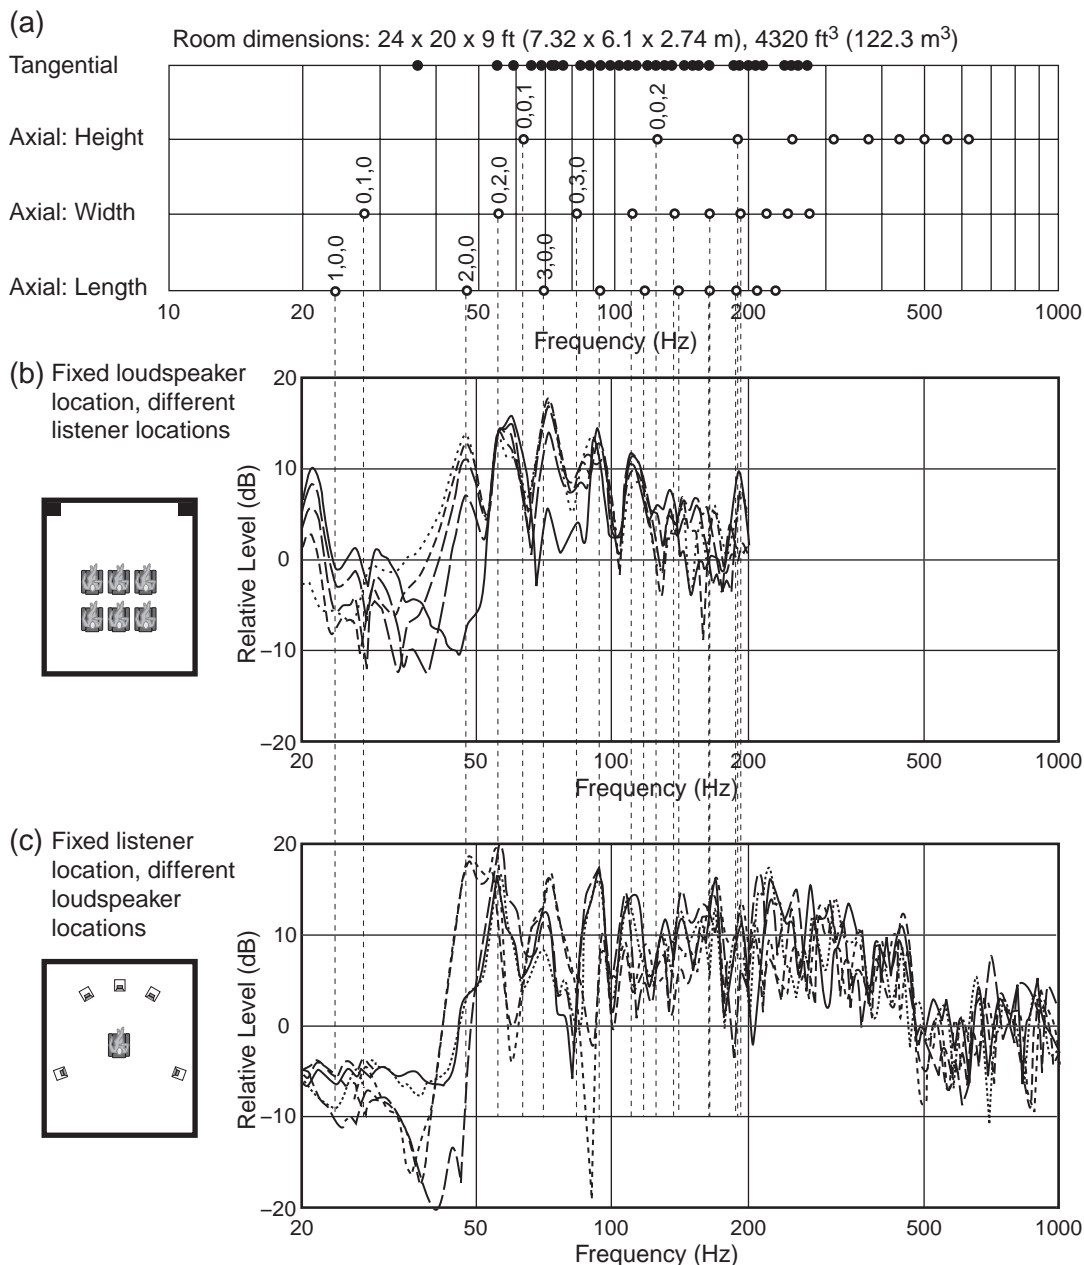 (a)
Room dimensions: 24 x 20 x 9 ft (7.32 x 6.1 x 2.74 m), 4320 ft³ (122.3 m³)
Tangential
Axial: Height
0,0,1
0,0,2
Axial: Width
0,1,0
0,2,0
0,3,0
Axial: Length
1,0,0
2,0,0
3,0,0
10 20 50 100 200 500 1000
Frequency (Hz)
(b) Fixed loudspeaker
location, different
listener locations
Relative Level (dB)
20
10
0
–10
–20
20 50 100 200 500 1000
Frequency (Hz)
(c) Fixed listener
location, different
loudspeaker
locations
Relative Level (dB)
20
10
0
–10
–20
20 50 100 200 500 1000
Frequency (Hz)